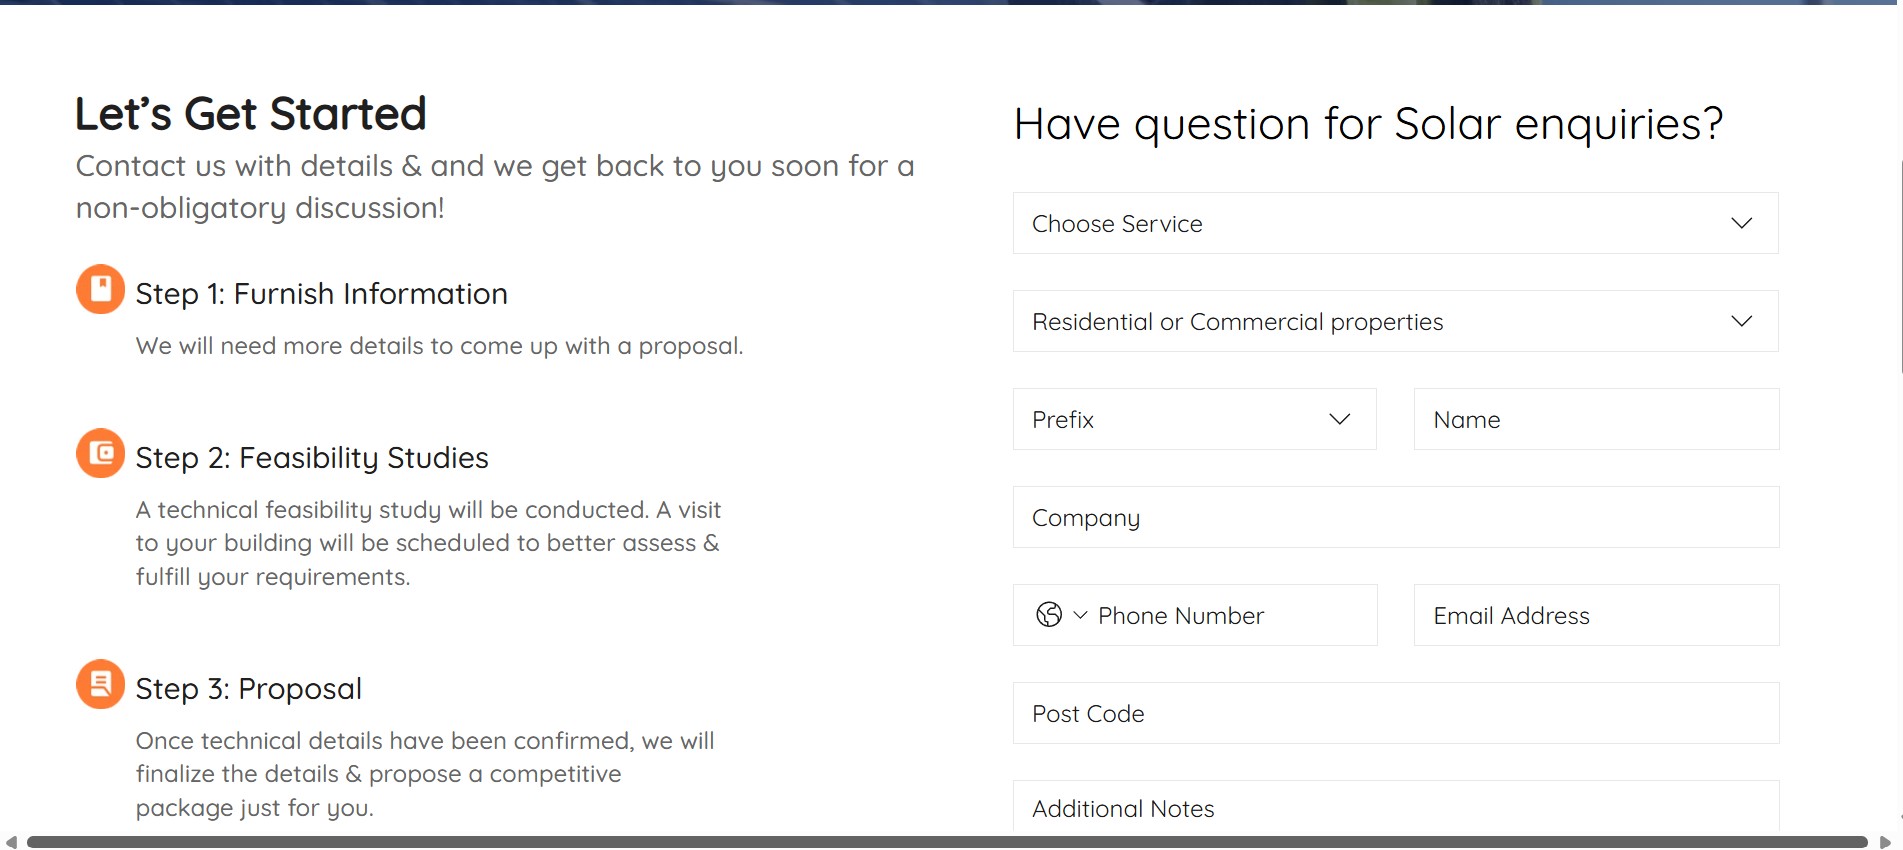 Let’s Get Started
Contact us with details & and we get back to you soon for a
non-obligatory discussion!
Step 1: Furnish Information
We will need more details to come up with a proposal.
Step 2: Feasibility Studies
A technical feasibility study will be conducted. A visit
to your building will be scheduled to better assess &
fulfill your requirements.
Step 3: Proposal
Once technical details have been confirmed, we will
finalize the details & propose a competitive
package just for you.
Have question for Solar enquiries?
Choose Service
Residential or Commercial properties
Prefix
Name
Company
Phone Number
Email Address
Post Code
Additional Notes